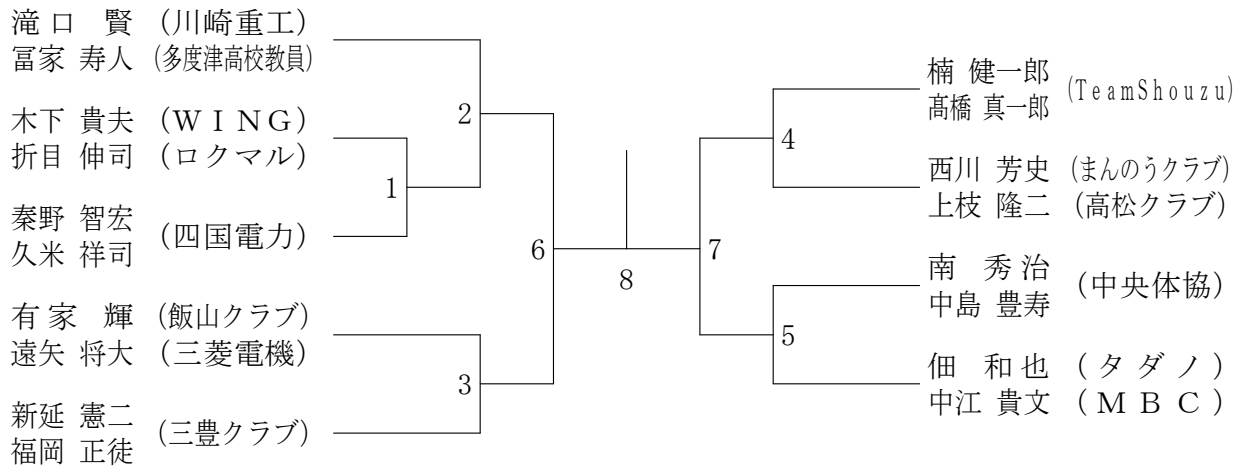 滝口 賢 (川崎重工)
冨家 寿人 (多度津高校教員)
木下 貴夫 (WING)
折目 伸司 (ロクマル)
秦野 智宏
久米 祥司
(四国電力)
有家 輝 (飯山クラブ)
遠矢 将大 (三菱電機)
新延 憲二
福岡 正徒
(三豊クラブ)
2
1
3
6
8
7
4
5
楠 健一郎
髙橋 真一郎
(TeamShouzu)
西川 芳史 (まんのうクラブ)
上枝 隆二 (高松クラブ)
南 秀治
中島 豊寿
(中央体協)
佃 和也 (タダノ)
中江 貴文 (MBC)